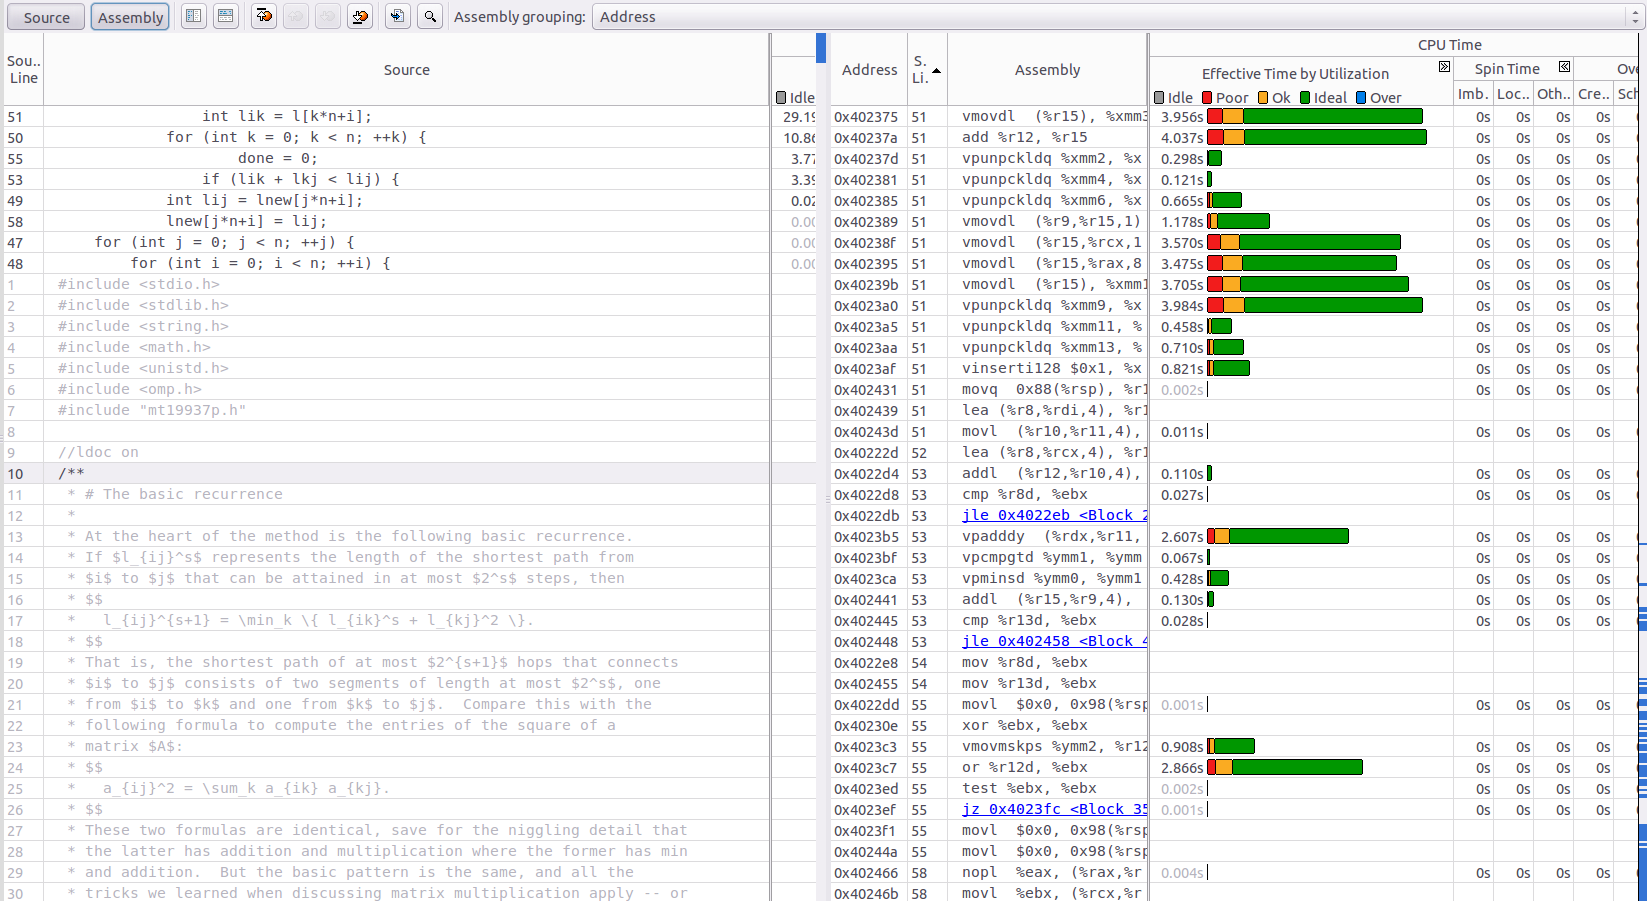 Source Assembly Assembly grouping: Address
Sou.. Line Source Idle
51 int lik = l[k*n+i]; 29.19
50 for (int k = 0; k < n; ++k) { 10.86
55 done = 0; 3.77
53 if (lik + lkj < lij) { 3.39
49 int lij = lnew[j*n+i]; 0.02
58 lnew[j*n+i] = lij; 0.00
47 for (int j = 0; j < n; ++j) { 0.00
48 for (int i = 0; i < n; ++i) { 0.00
1 #include <stdio.h>
2 #include <stdlib.h>
3 #include <string.h>
4 #include <math.h>
5 #include <unistd.h>
6 #include <omp.h>
7 #include "mt19937p.h"
8
9 //ldoc on
10 /**
11 * # The basic recurrence
12 *
13 * At the heart of the method is the following basic recurrence.
14 * If $l_{ij}^s$ represents the length of the shortest path from
15 * $i$ to $j$ that can be attained in at most $2^s$ steps, then
16 * $$
17 * l_{ij}^{s+1} = \min_k \{ l_{ik}^s + l_{kj}^2 \}.
18 * $$
19 * That is, the shortest path of at most $2^{s+1}$ hops that connects
20 * $i$ to $j$ consists of two segments of length at most $2^s$, one
21 * from $i$ to $k$ and one from $k$ to $j$. Compare this with the
22 * following formula to compute the entries of the square of a
23 * matrix $A$:
24 * $$
25 * a_{ij}^2 = \sum_k a_{ik} a_{kj}.
26 * $$
27 * These two formulas are identical, save for the niggling detail that
28 * the latter has addition and multiplication where the former has min
29 * and addition. But the basic pattern is the same, and all the
30 * tricks we learned when discussing matrix multiplication apply -- or
CPU Time
Address S. Li. Assembly Effective Time by Utilization Spin Time Ove
Idle Poor Ok Ideal Over Imb. Loc.. Oth.. Cre.. Sch
0x402375 51 vmovdl (%r15), %xmm3 3.956s 0s 0s 0s 0s
0x40237a 51 add %r12, %r15 4.037s 0s 0s 0s 0s
0x40237d 51 vpunpckldq %xmm2, %x 0.298s 0s 0s 0s 0s
0x402381 51 vpunpckldq %xmm4, %x 0.121s 0s 0s 0s 0s
0x402385 51 vpunpckldq %xmm6, %x 0.665s 0s 0s 0s 0s
0x402389 51 vmovdl (%r9,%r15,1) 1.178s 0s 0s 0s 0s
0x40238f 51 vmovdl (%r15,%rcx,1 3.570s 0s 0s 0s 0s
0x402395 51 vmovdl (%r15,%rax,8 3.475s 0s 0s 0s 0s
0x40239b 51 vmovdl (%r15), %xmm1 3.705s 0s 0s 0s 0s
0x4023a0 51 vpunpckldq %xmm9, %x 3.984s 0s 0s 0s 0s
0x4023a5 51 vpunpckldq %xmm11, % 0.458s 0s 0s 0s 0s
0x4023aa 51 vpunpckldq %xmm13, % 0.710s 0s 0s 0s 0s
0x4023af 51 vinserti128 $0x1, %x 0.821s 0s 0s 0s 0s
0x402431 51 movq 0x88(%rsp), %r1 0.002s 0s 0s 0s 0s
0x402439 51 lea (%r8,%rdi,4), %r1
0x40243d 51 movl (%r10,%r11,4), 0.011s 0s 0s 0s 0s
0x40222d 52 lea (%r8,%rcx,4), %r1
0x4022d4 53 addl (%r12,%r10,4), 0.110s 0s 0s 0s 0s
0x4022d8 53 cmp %r8d, %ebx 0.027s 0s 0s 0s 0s
0x4022db 53 jle 0x4022eb <Block 2
0x4023b5 53 vpadddy (%rdx,%r11, 2.607s 0s 0s 0s 0s
0x4023bf 53 vpcmpgtd %ymm1, %ymm 0.067s 0s 0s 0s 0s
0x4023ca 53 vpminsd %ymm0, %ymm1 0.428s 0s 0s 0s 0s
0x402441 53 addl (%r15,%r9,4), 0.130s 0s 0s 0s 0s
0x402445 53 cmp %r13d, %ebx 0.028s 0s 0s 0s 0s
0x402448 53 jle 0x402458 <Block 4
0x4022e8 54 mov %r8d, %ebx
0x402455 54 mov %r13d, %ebx
0x4022dd 55 movl $0x0, 0x98(%rsp 0.001s 0s 0s 0s 0s
0x40230e 55 xor %ebx, %ebx
0x4023c3 55 vmovmskps %ymm2, %r12 0.908s 0s 0s 0s 0s
0x4023c7 55 or %r12d, %ebx 2.866s 0s 0s 0s 0s
0x4023ed 55 test %ebx, %ebx 0.002s 0s 0s 0s 0s
0x4023ef 55 jz 0x4023fc <Block 35 0.001s 0s 0s 0s 0s
0x4023f1 55 movl $0x0, 0x98(%rsp
0x40244a 55 movl $0x0, 0x98(%rsp
0x402466 58 nopl %eax, (%rax,%r 0.004s 0s 0s 0s 0s
0x40246b 58 movl %ebx, (%rcx,%r